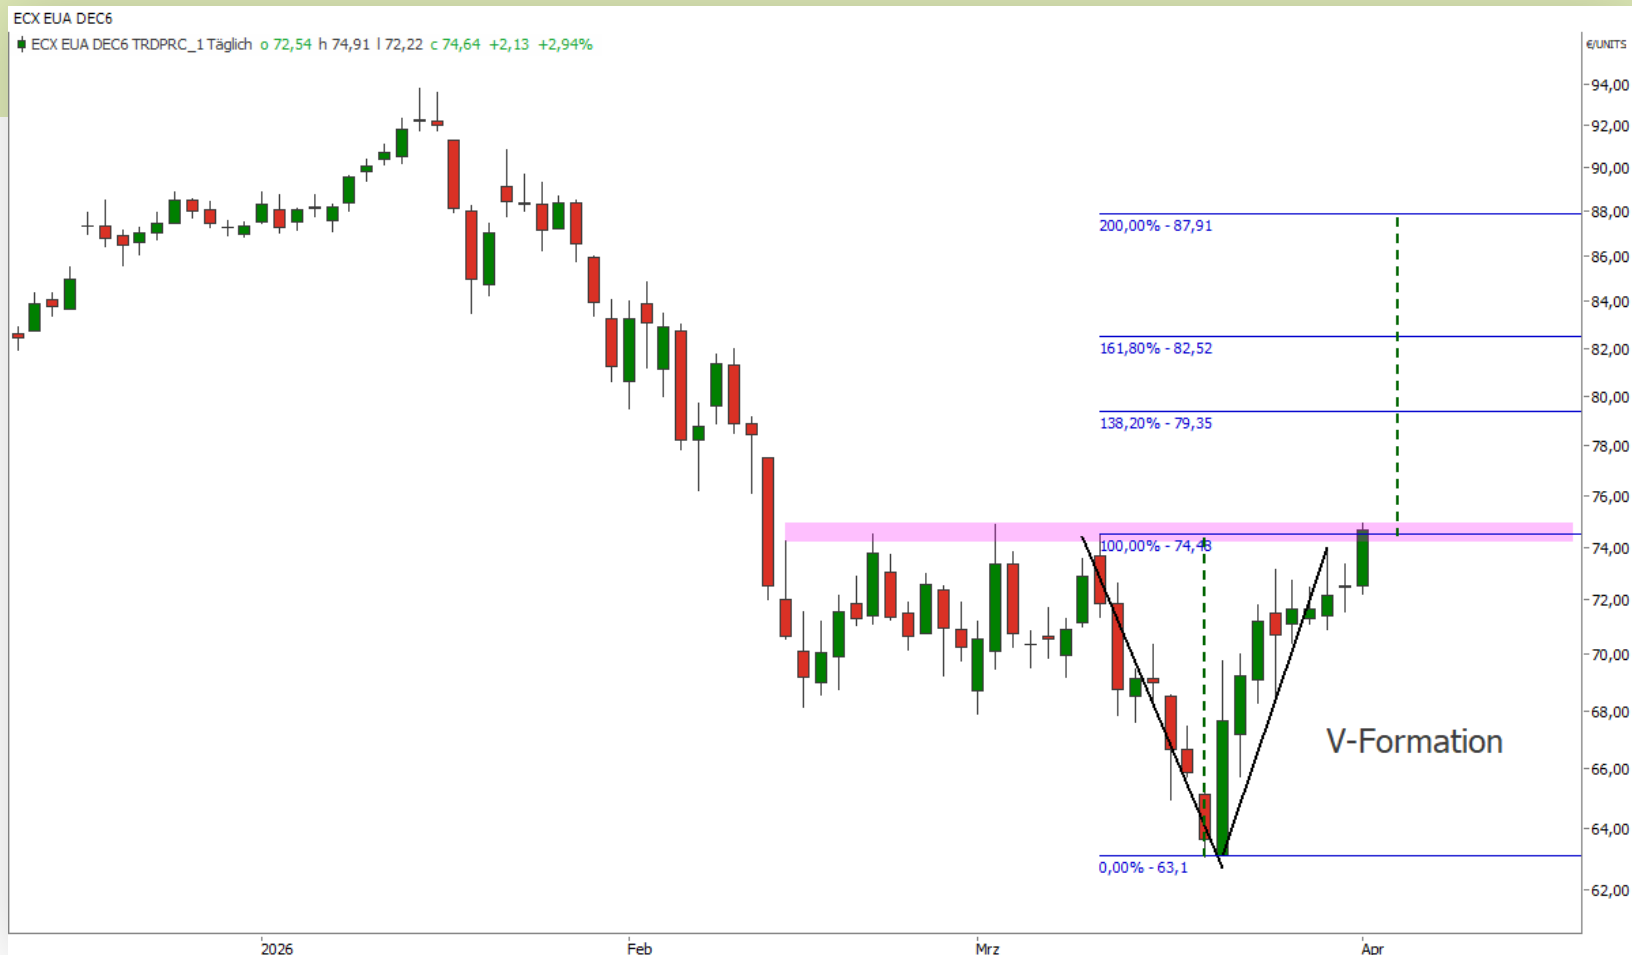 ECX EUA DEC6
ECX EUA DEC6 TRDPRC_1 Täglich o 72,54 h 74,91 l 72,22 c 74,64 +2,13 +2,94%
€/UNITS
94,00
92,00
90,00
88,00
200,00% - 87,91
86,00
84,00
161,80% - 82,52
82,00
80,00
138,20% - 79,35
78,00
76,00
100,00% - 74,48
74,00
72,00
70,00
68,00
V-Formation
66,00
64,00
0,00% - 63,1
62,00
2026 Feb Mrz Apr